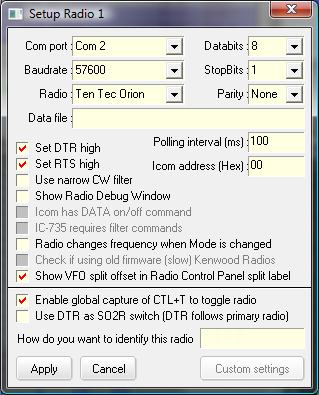 Setup Radio 1
Com port : Com 2 Databits : 8
Baudrate : 57600 StopBits : 1
Radio : Ten Tec Orion Parity : None
Data file :
Set DTR high Polling interval (ms) : 100
Set RTS high Icom address (Hex) : 00
Use narrow CW filter
Show Radio Debug Window
Icom has DATA on/off command
IC-735 requires filter commands
Radio changes frequency when Mode is changed
Check if using old firmware (slow) Kenwood Radios
Show VFO split offset in Radio Control Panel split label
Enable global capture of CTL+T to toggle radio
Use DTR as SO2R switch (DTR follows primary radio)
How do you want to identify this radio
Apply Cancel Custom settings